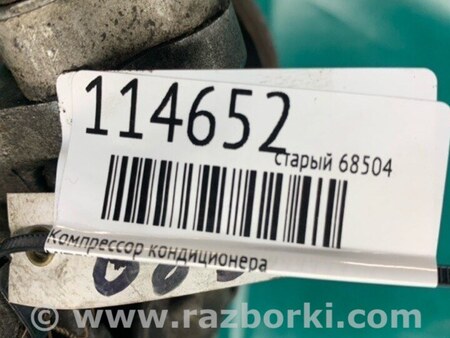 114652
старый 68504
Компрессор кондиционера
© www.razborki.com